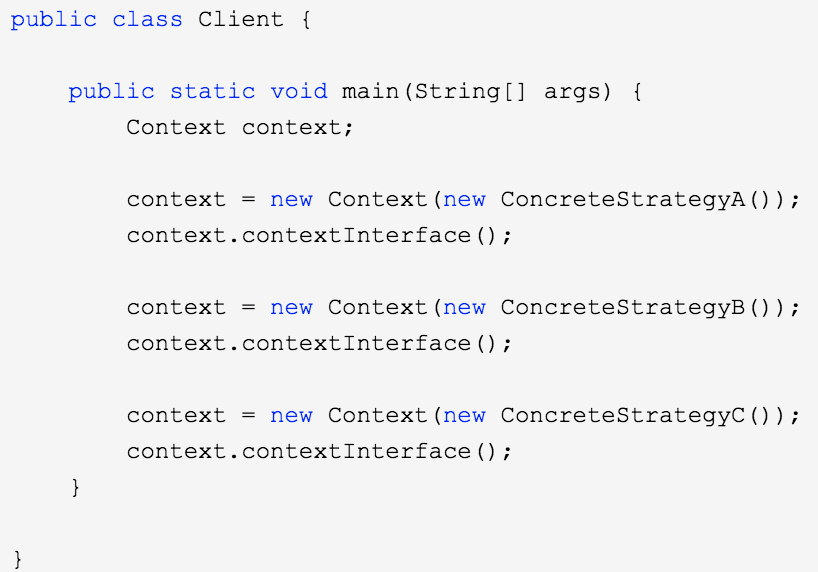 public class Client {
public static void main(String[] args) {
Context context;
context = new Context(new ConcreteStrategyA());
context.contextInterface();
context = new Context(new ConcreteStrategyB());
context.contextInterface();
context = new Context(new ConcreteStrategyC());
context.contextInterface();
}
}